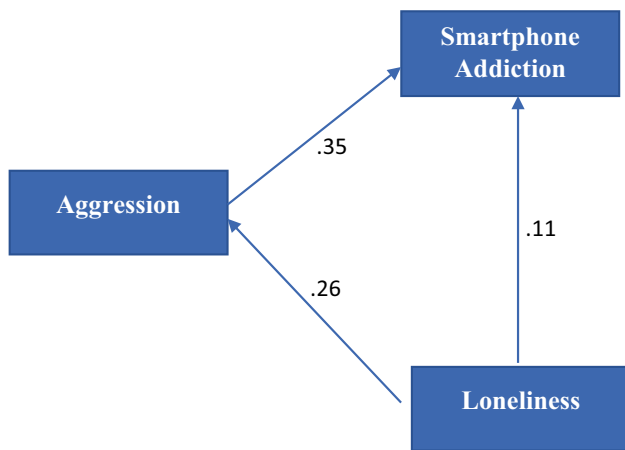 Smartphone
Addiction
.35
Aggression
.11
.26
Loneliness